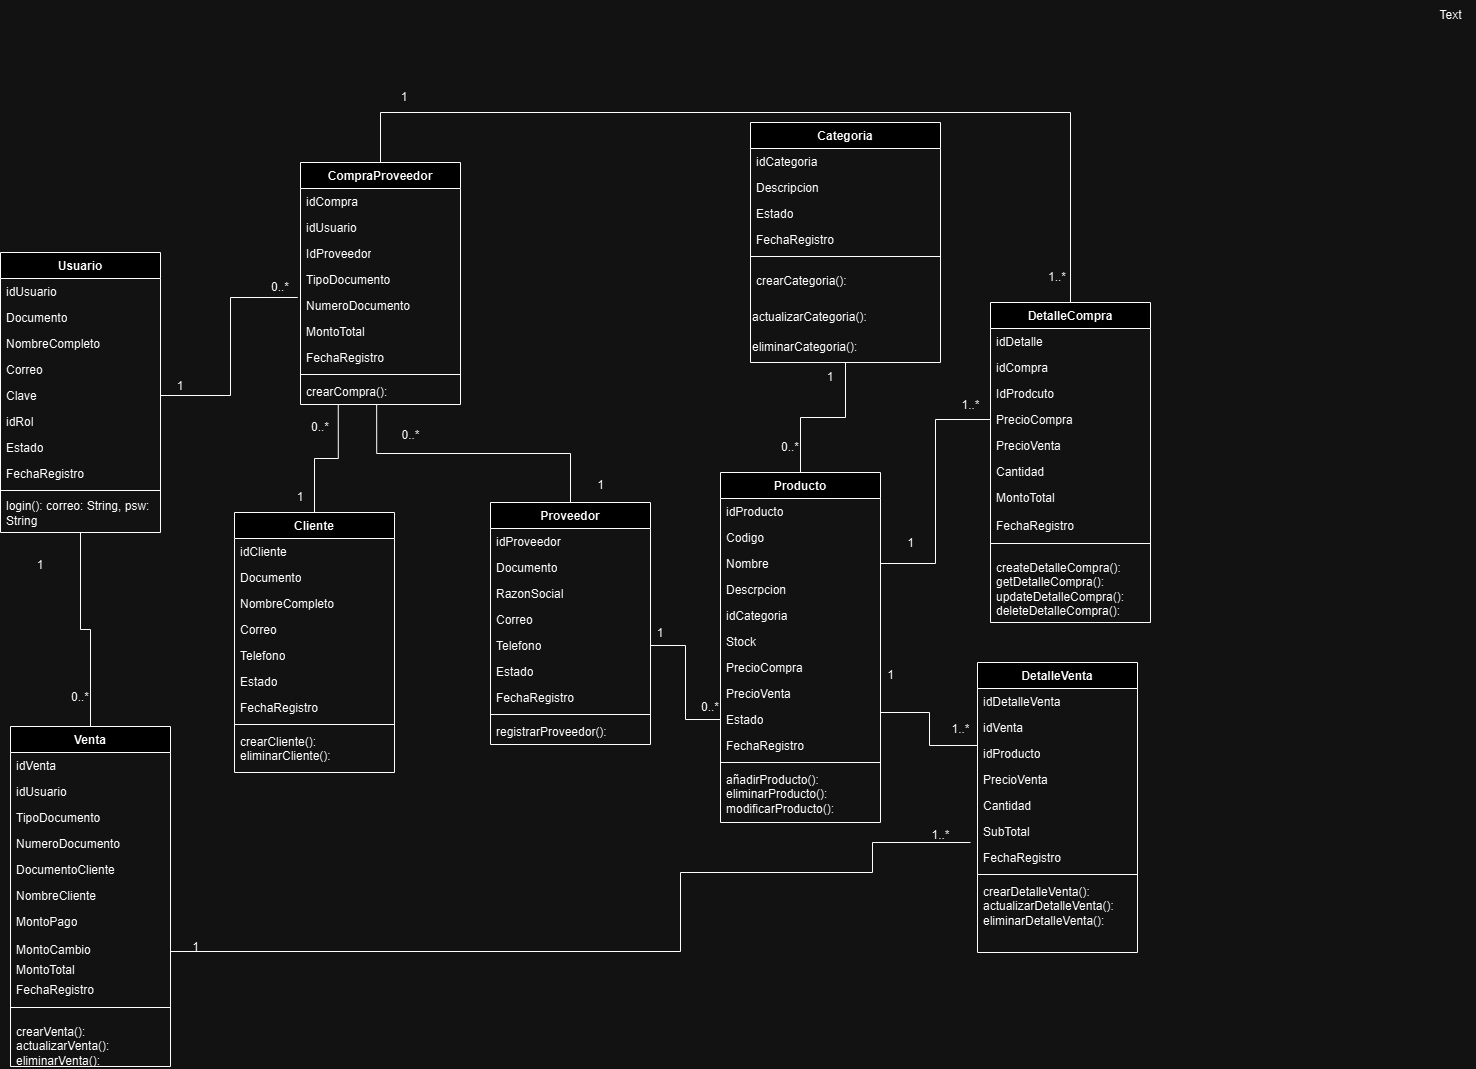 Text
1
CompraProveedor
idCompra
idUsuario
IdProveedor
TipoDocumento
NumeroDocumento
MontoTotal
FechaRegistro
crearCompra():
Categoria
idCategoria
Descripcion
Estado
FechaRegistro
crearCategoria():
actualizarCategoria():
eliminarCategoria():
1..*
DetalleCompra
idDetalle
idCompra
IdProdcuto
PrecioCompra
PrecioVenta
Cantidad
MontoTotal
FechaRegistro
createDetalleCompra():
getDetalleCompra():
updateDetalleCompra():
deleteDetalleCompra():
Usuario
idUsuario
Documento
NombreCompleto
Correo
Clave
idRol
Estado
FechaRegistro
login(): correo: String, psw:
String
0..*
1
0..*
0..*
1
1
1
0..*
1..*
1
Cliente
idCliente
Documento
NombreCompleto
Correo
Telefono
Estado
FechaRegistro
crearCliente():
eliminarCliente():
Proveedor
idProveedor
Documento
RazonSocial
Correo
Telefono
Estado
FechaRegistro
registrarProveedor():
Producto
idProducto
Codigo
Nombre
Descrpcion
idCategoria
Stock
PrecioCompra
PrecioVenta
Estado
FechaRegistro
añadirProducto():
eliminarProducto():
modificarProducto():
1
0..*
1
0..*
1
1..*
DetalleVenta
idDetalleVenta
idVenta
idProducto
PrecioVenta
Cantidad
SubTotal
FechaRegistro
crearDetalleVenta():
actualizarDetalleVenta():
eliminarDetalleVenta():
Venta
idVenta
idUsuario
TipoDocumento
NumeroDocumento
DocumentoCliente
NombreCliente
MontoPago
MontoCambio
MontoTotal
FechaRegistro
crearVenta():
actualizarVenta():
eliminarVenta():
1
1..*